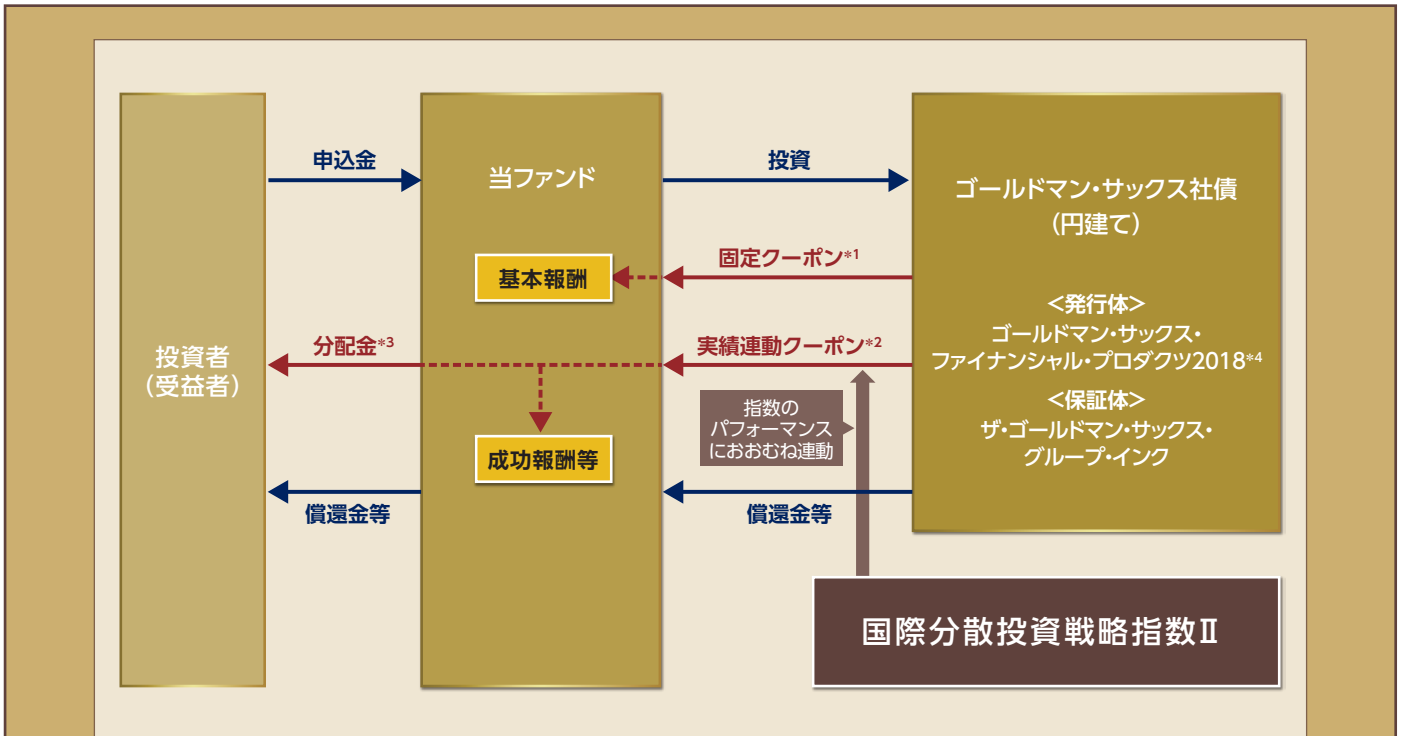 申込金
当ファンド
投資
ゴールドマン・サックス社債
（円建て）
固定クーポン*1
基本報酬
<発行体>
ゴールドマン・サックス・
ファイナンシャル・プロダクツ2018*4
投資者
（受益者）
分配金*3
実績連動クーポン*2
<保証体>
ザ・ゴールドマン・サックス・
グループ・インク
指数の
パフォーマンス
におおむね連動
成功報酬等
償還金等
償還金等
国際分散投資戦略指数Ⅱ